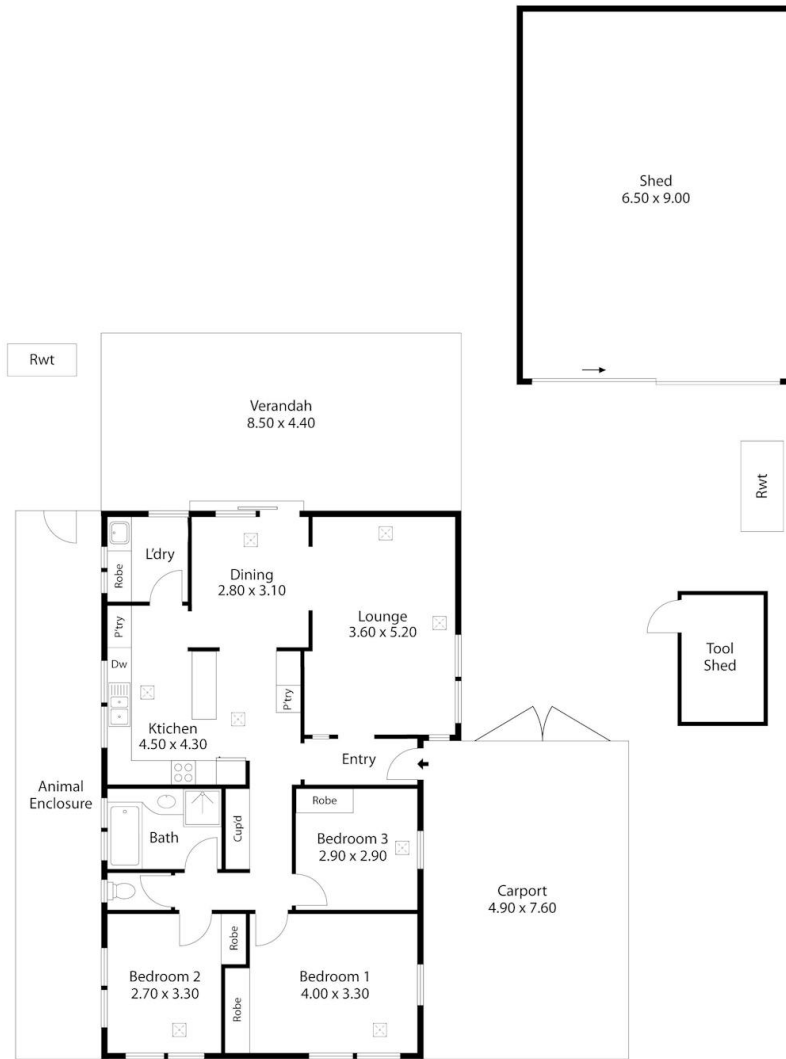 Shed
6.50 x 9.00
Rwt
Verandah
8.50 x 4.40
Rwt
L'dry
Robe
Dining
2.80 x 3.10
Lounge
3.60 x 5.20
P'try
Dw
P'try
Ktichen
4.50 x 4.30
Tool
Shed
Entry
Animal
Enclosure
Bath
Cup'd
Robe
Bedroom 3
2.90 x 2.90
Carport
4.90 x 7.60
Bedroom 2
2.70 x 3.30
Robe
Robe
Bedroom 1
4.00 x 3.30